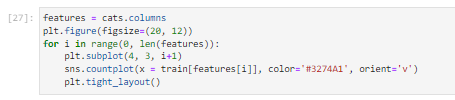 [27]: features = cats.columns
plt.figure(figsize=(20, 12))
for i in range(0, len(features)):
    plt.subplot(4, 3, i+1)
    sns.countplot(x = train[features[i]], color='#3274A1', orient='v')
    plt.tight_layout()